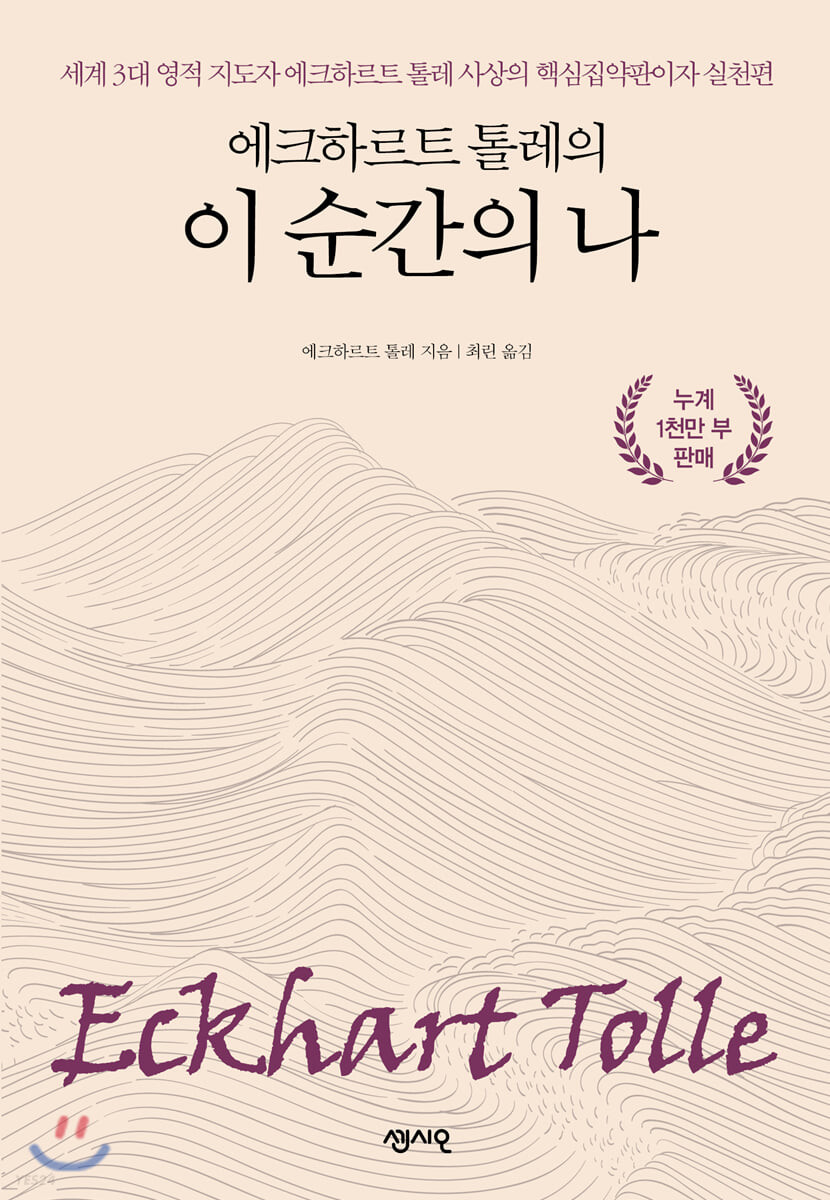 세계 3대 영적 지도자 에크하르트 톨레 사상의 핵심집약판이자 실천편
에크하르트 톨레의
이 순간의 나
에크하르트 톨레 지음 | 최린 옮김
누계
1천만 부
판매
Eckhart Tolle
쎔시오
YES24